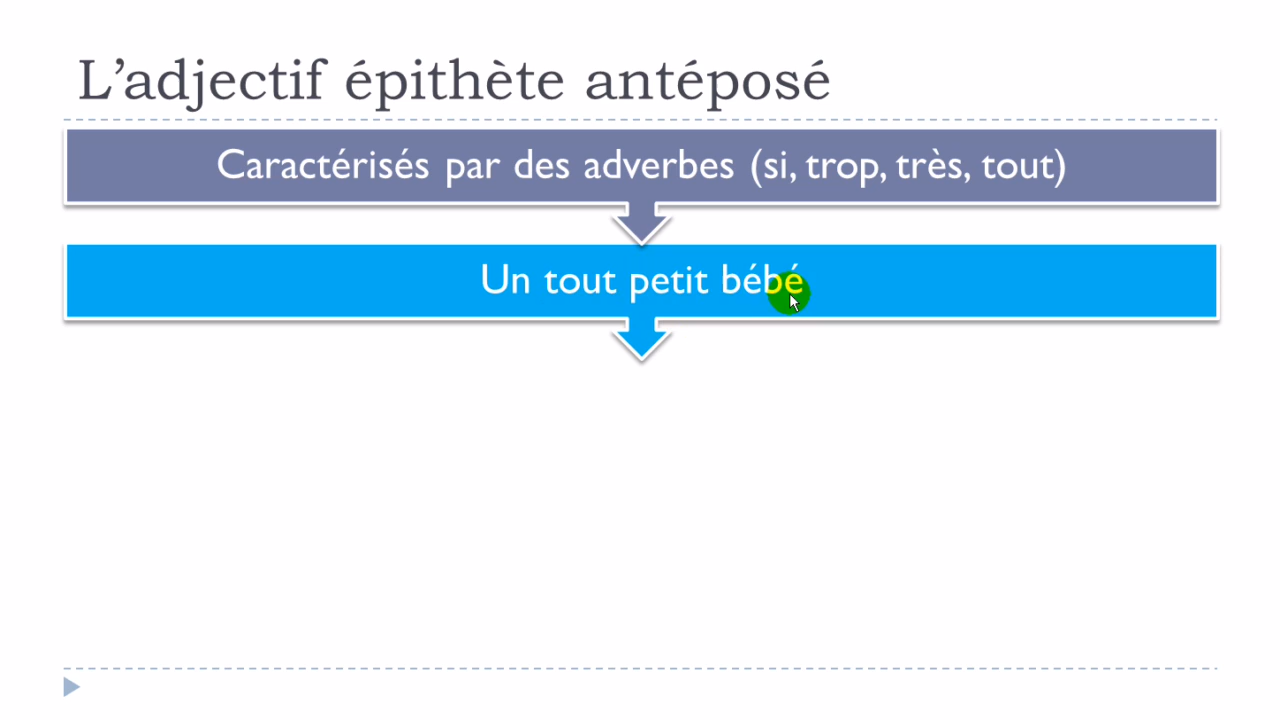 L’adjectif épithète antéposé
Caractérisés par des adverbes (si, trop, très, tout)
Un tout petit bébé